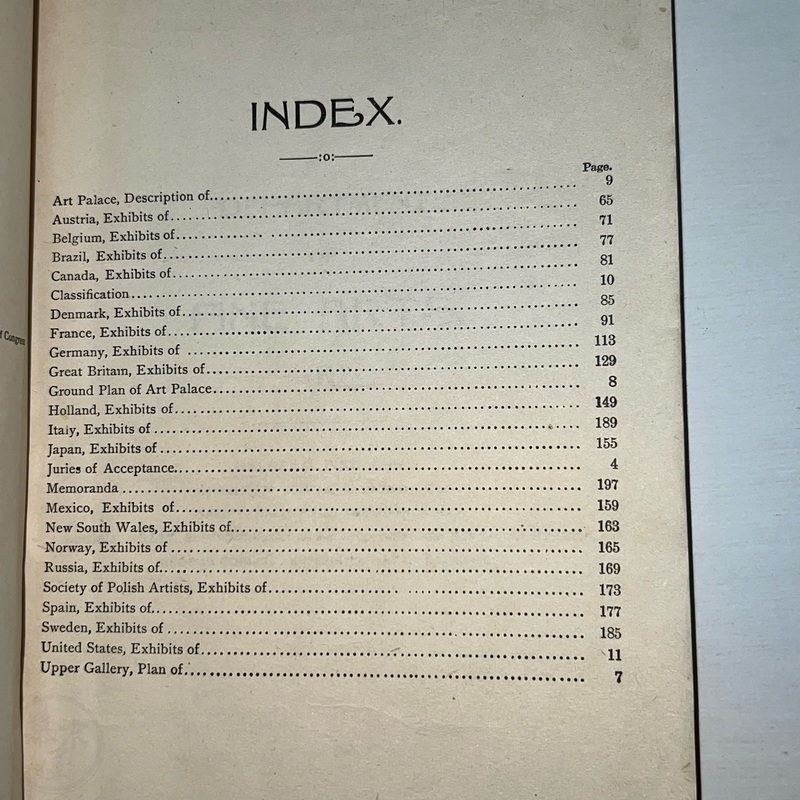 INDEX.
——:o:——
Page.
Art Palace, Description of 9
Austria, Exhibits of 65
Belgium, Exhibits of 71
Brazil, Exhibits of 77
Canada, Exhibits of 81
Classification 10
Denmark, Exhibits of 85
France, Exhibits of 91
Germany, Exhibits of 113
Great Britain, Exhibits of 129
Ground Plan of Art Palace 8
Holland, Exhibits of 149
Italy, Exhibits of 189
Japan, Exhibits of 155
Juries of Acceptance 4
Memoranda 197
Mexico, Exhibits of 159
New South Wales, Exhibits of 163
Norway, Exhibits of 165
Russia, Exhibits of 169
Society of Polish Artists, Exhibits of 173
Spain, Exhibits of 177
Sweden, Exhibits of 185
United States, Exhibits of 11
Upper Gallery, Plan of 7
f Congress